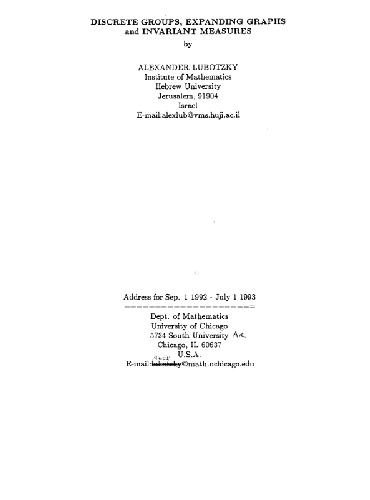 DISCRETE GROUPS, EXPANDING GRAPHS
and INVARIANT MEASURES
by
ALEXANDER LUBOTZKY
Institute of Mathematics
Hebrew University
Jerusalem, 91904
Israel
E-mail:alexlub@vms.huji.ac.il
Address for Sep. 1 1992 - July 1 1993
Dept. of Mathematics
University of Chicago
5734 South University Av.
Chicago, IL 60637
U.S.A.
E-mail:lubotzky@math.uchicago.edu